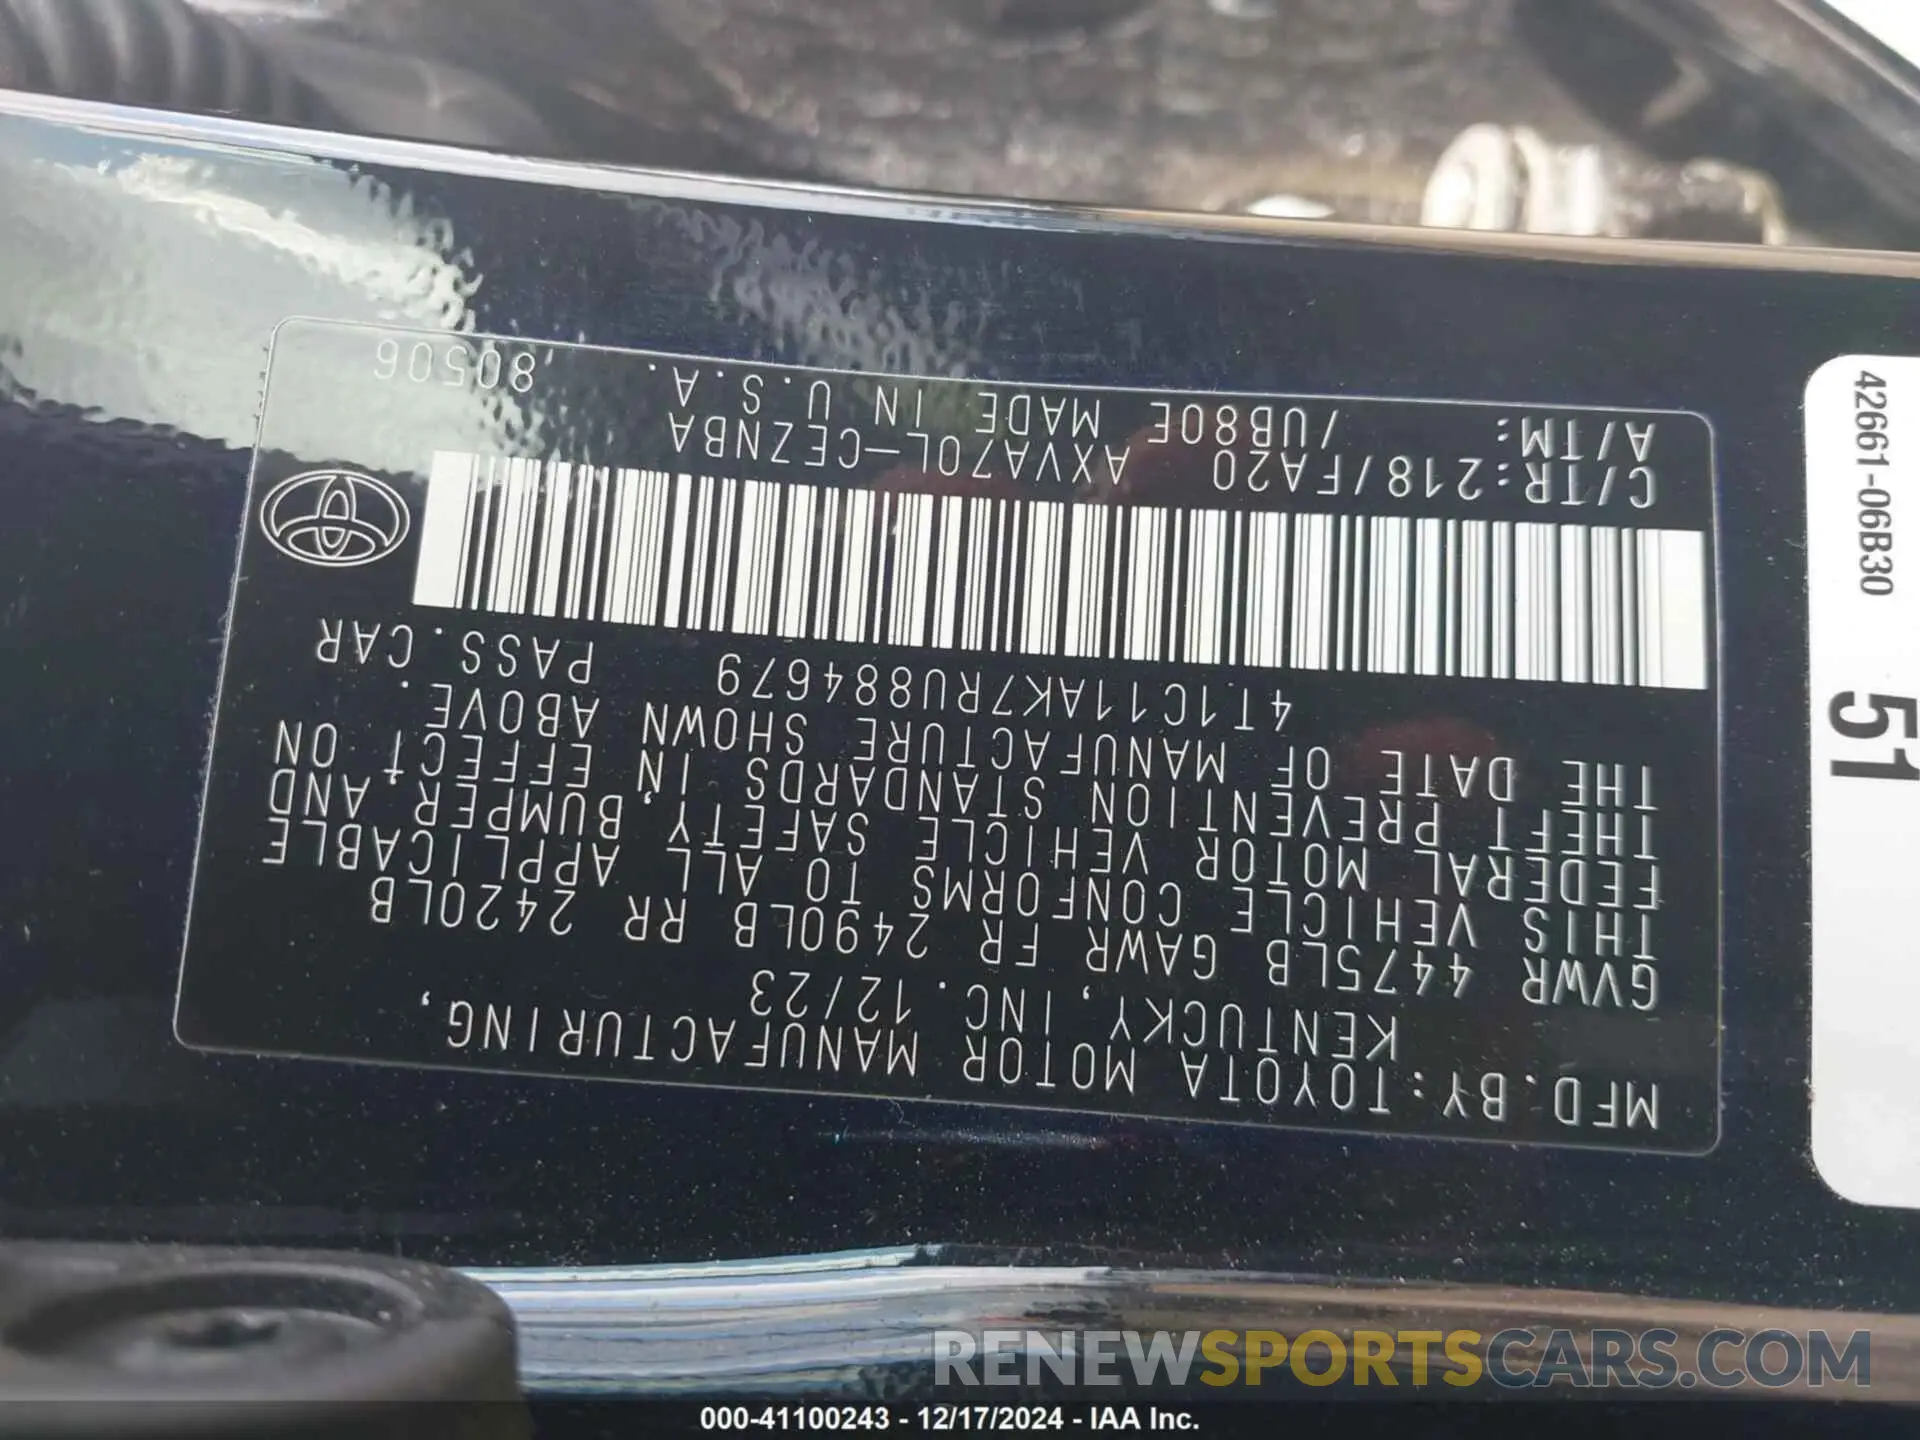 MFD.BY:TOYOTA MOTOR MANUFACTURING,
KENTUCKY,INC. 12/23
GVWR 4475LB GAWR FR 2490LB RR 2420LB
THIS VEHICLE CONFORMS TO ALL APPLICABLE
FEDERAL MOTOR VEHICLE SAFETY, BUMPER, AND
THEFT PREVENTION STANDARDS IN EFFECT ON
THE DATE OF MANUFACTURE SHOWN ABOVE.
4T1C11AK7RU884679 PASS.CAR
C/TR:218/FA20 AXVA70L-CEZNBA
A/TM: /UB80E MADE IN U.S.A. 80506
42661-06B30
51
RENEWSPORTSCARS.COM
000-41100243 - 12/17/2024 - IAA Inc.